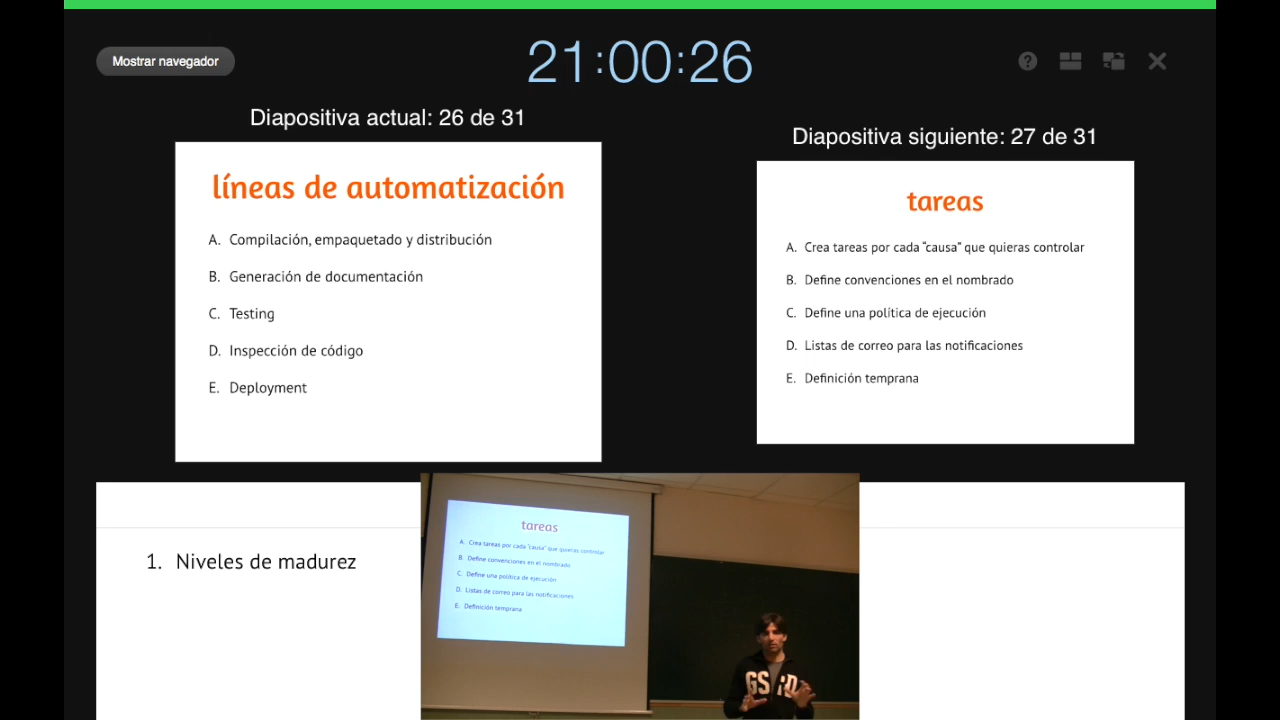 Mostrar navegador
21:00:26
Diapositiva actual: 26 de 31
líneas de automatización
A. Compilación, empaquetado y distribución
B. Generación de documentación
C. Testing
D. Inspección de código
E. Deployment
Diapositiva siguiente: 27 de 31
tareas
A. Crea tareas por cada "causa" que quieras controlar
B. Define convenciones en el nombrado
C. Define una política de ejecución
D. Listas de correo para las notificaciones
E. Definición temprana
1. Niveles de madurez
tareas
A. Crea tareas por cada "causa" que quieras controlar
B. Define convenciones en el nombrado
C. Define una política de ejecución
D. Listas de correo para las notificaciones
E. Definición temprana